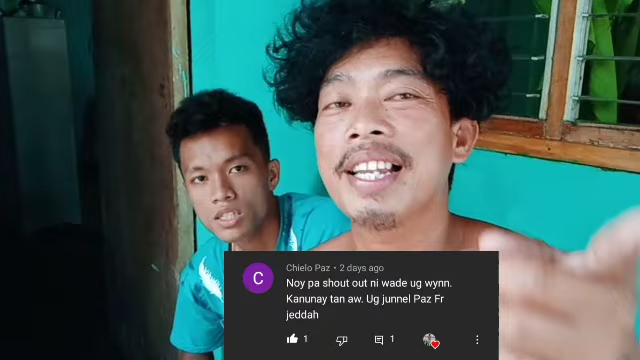 C
Chielo Paz • 2 days ago
Noy pa shout out ni wade ug wynn.
Kanunay tan aw. Ug junnel Paz Fr
jeddah
1
1